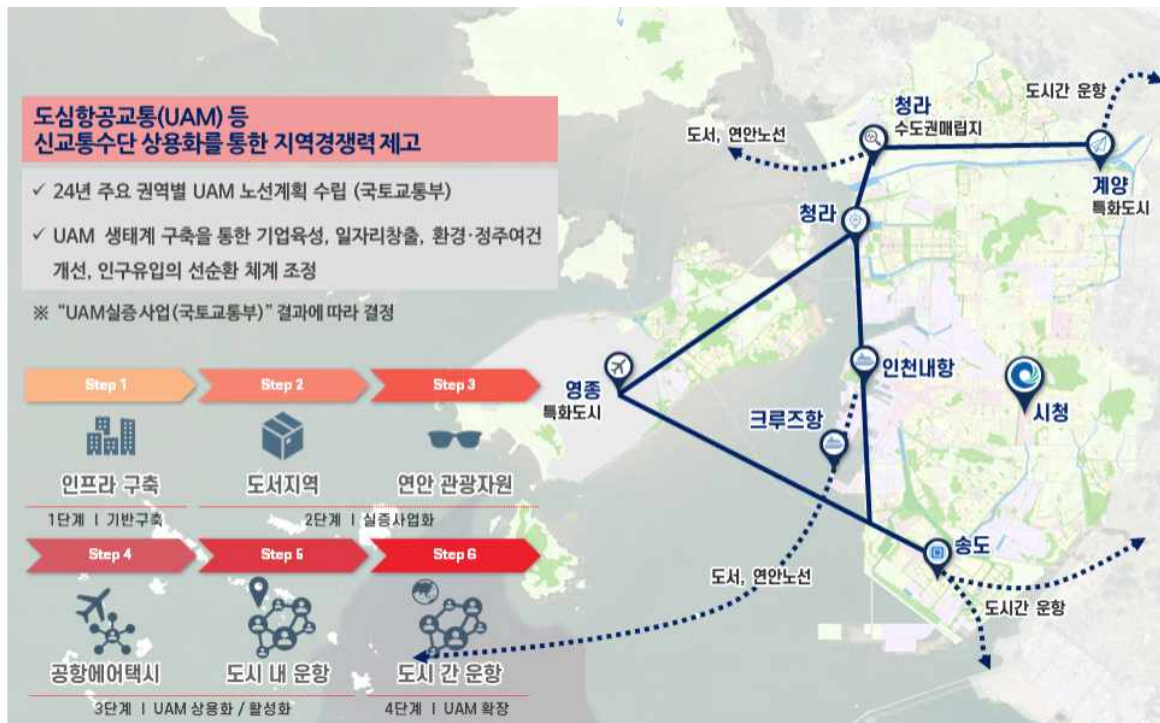 도심항공교통(UAM) 등
신교통수단 상용화를 통한 지역경쟁력 제고
✓ 24년 주요 권역별 UAM 노선계획 수립 (국토교통부)
✓ UAM 생태계 구축을 통한 기업육성, 일자리창출, 환경·정주여건
개선, 인구유입의 선순환 체계 조정
※ “UAM실증사업(국토교통부)” 결과에 따라 결정
Step 1
Step 2
Step 3
인프라 구축
도서지역
연안 관광자원
1단계 I 기반구축
2단계 I 실증사업화
Step 4
Step 5
Step 6
공항에어택시
도시 내 운항
도시 간 운항
3단계 I UAM 상용화 / 활성화
4단계 I UAM 확장
도시간 운항
청라
수도권매립지
도서, 연안노선
계양
특화도시
청라
인천내항
영종
특화도시
시청
크루즈항
송도
도서, 연안노선
도시간 운항